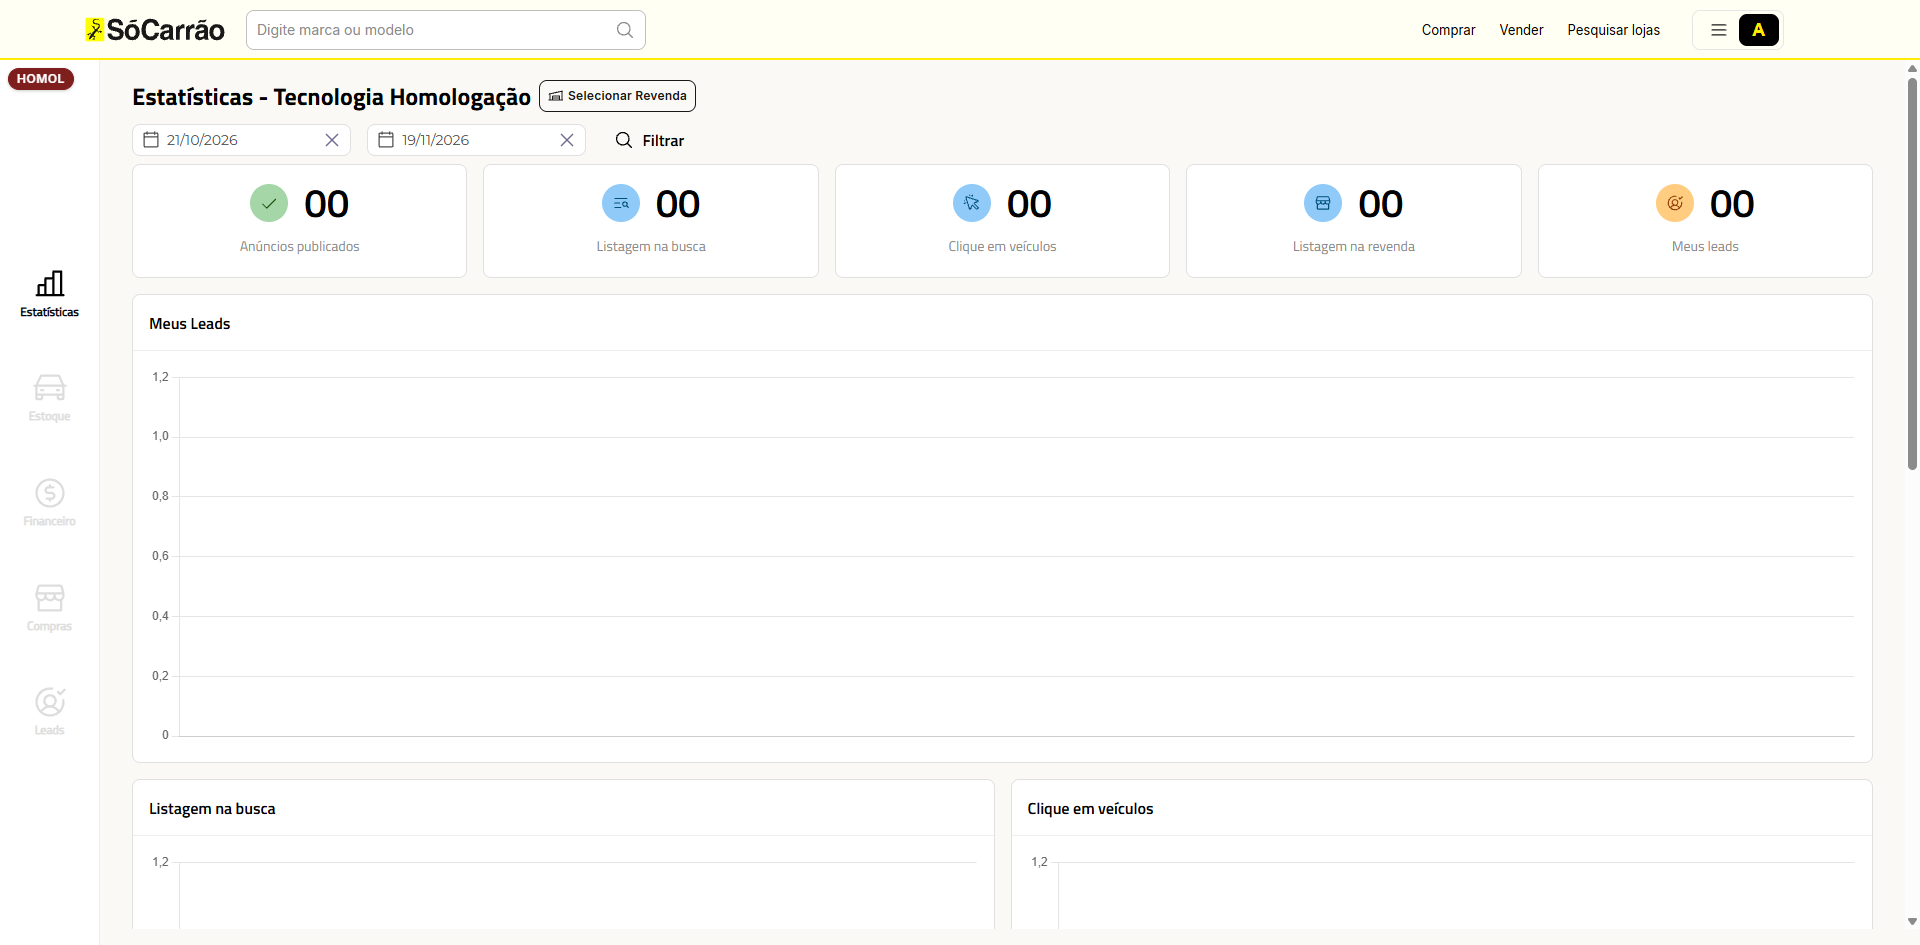 SóCarrão
Digite marca ou modelo
Comprar
Vender
Pesquisar lojas
A
HOMOL
Estatísticas - Tecnologia Homologação
Selecionar Revenda
21/10/2026
19/11/2026
Filtrar
00
Anúncios publicados
00
Listagem na busca
00
Clique em veículos
00
Listagem na revenda
00
Meus leads
Estatísticas
Estoque
Financeiro
Compras
Leads
Meus Leads
1,2
1,0
0,8
0,6
0,4
0,2
0
Listagem na busca
1,2
Clique em veículos
1,2